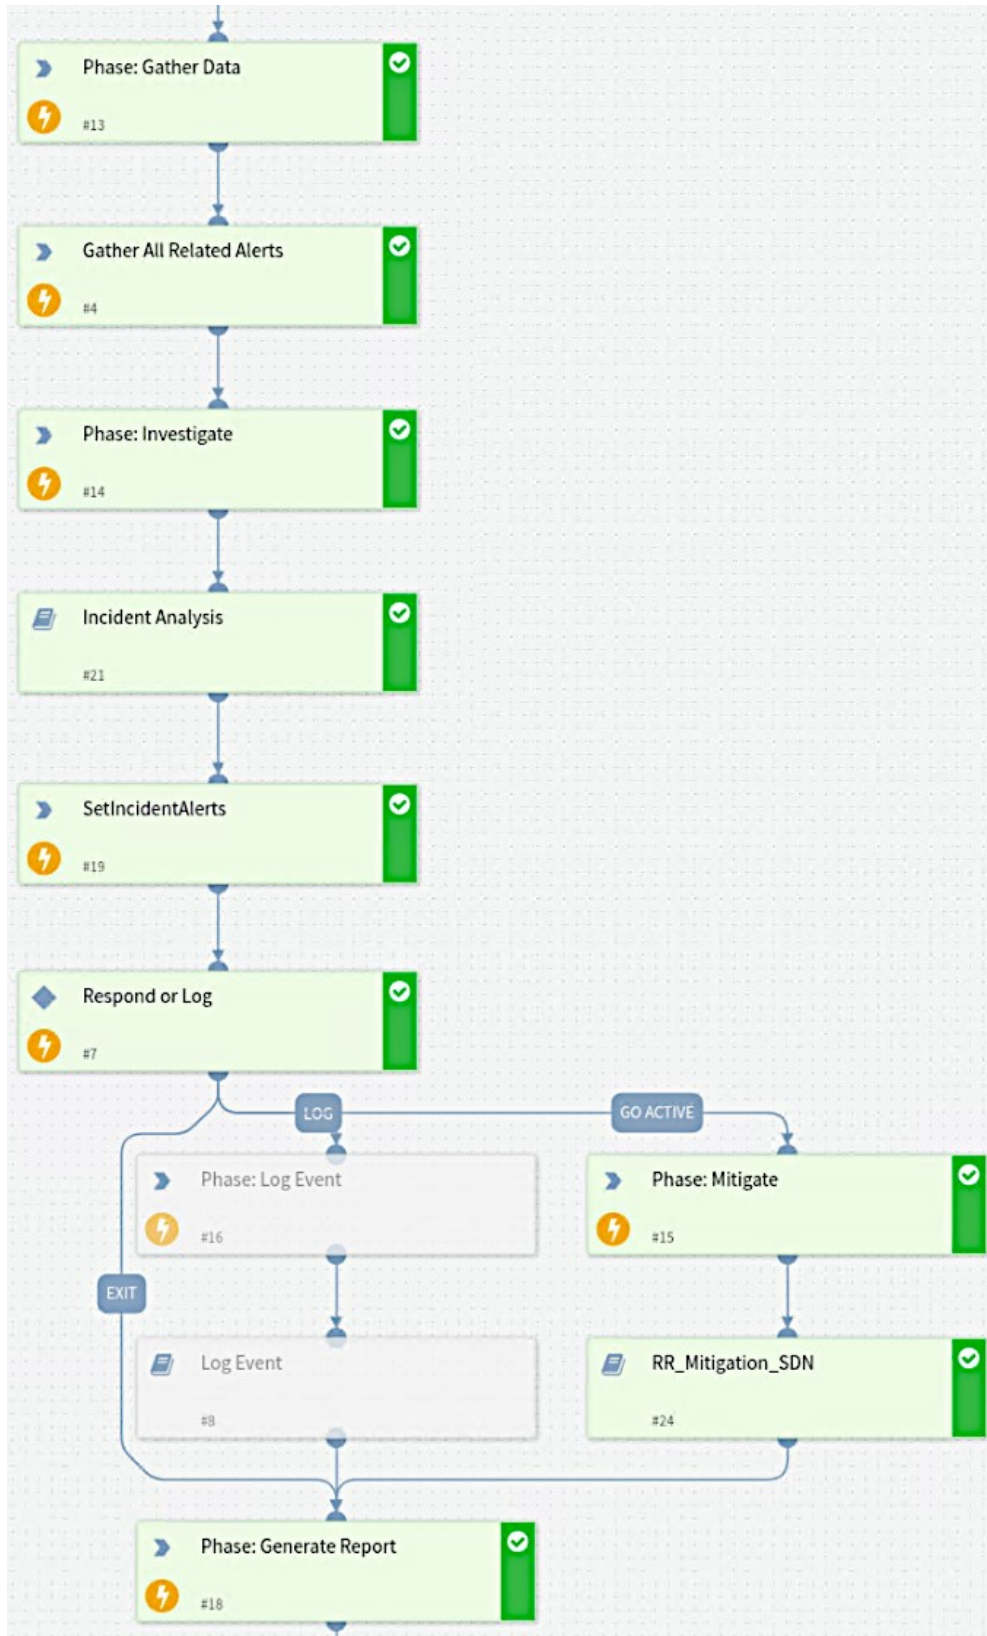 Phase: Gather Data
#13
Gather All Related Alerts
#4
Phase: Investigate
#14
Incident Analysis
#21
SetIncidentAlerts
#19
Respond or Log
#7
LOG
GO ACTIVE
Phase: Log Event
#16
Phase: Mitigate
#15
EXIT
Log Event
#8
RR_Mitigation_SDN
#24
Phase: Generate Report
#18